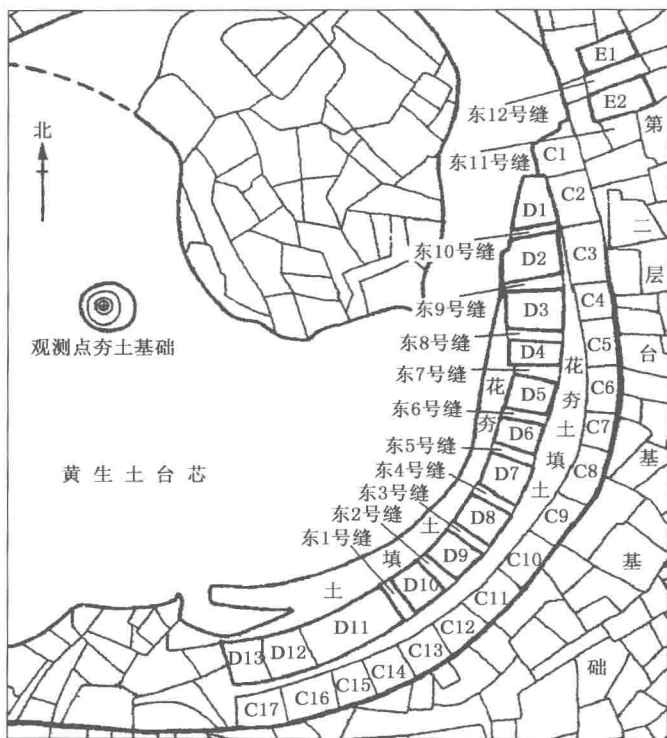 E1
东12号缝
E2
第
东11号缝
C1
北
C2
D1
二
东10号缝
D2
C3
层
东9号缝
C4
D3
观测点夯土基础
东8号缝
D4
C5
台
东7号缝
花
D5
C6
东6号缝
花
夯
D6
C7
东5号缝
夯
土
D7
C8
基
黄生土台芯
东4号缝
填
东3号缝
D8
土
C9
东2号缝
土
D9
C10
基
东1号缝
填
D10
C11
土
D11
C12
D13
D12
C13
础
C14
C15
C16
C17